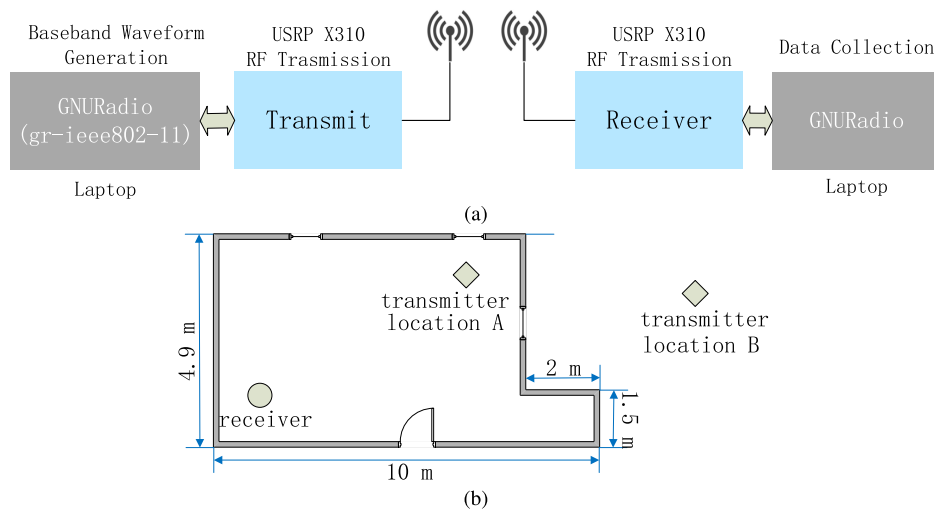 Baseband Waveform
Generation
GNURadio
(gr-ieee802-11)
Laptop
USRP X310
RF Trasmission
Transmit
USRP X310
RF Trasmission
Receiver
Data Collection
GNURadio
Laptop
(a)
4.9 m
transmitter
location A
transmitter
location B
receiver
2 m
1.5 m
10 m
(b)